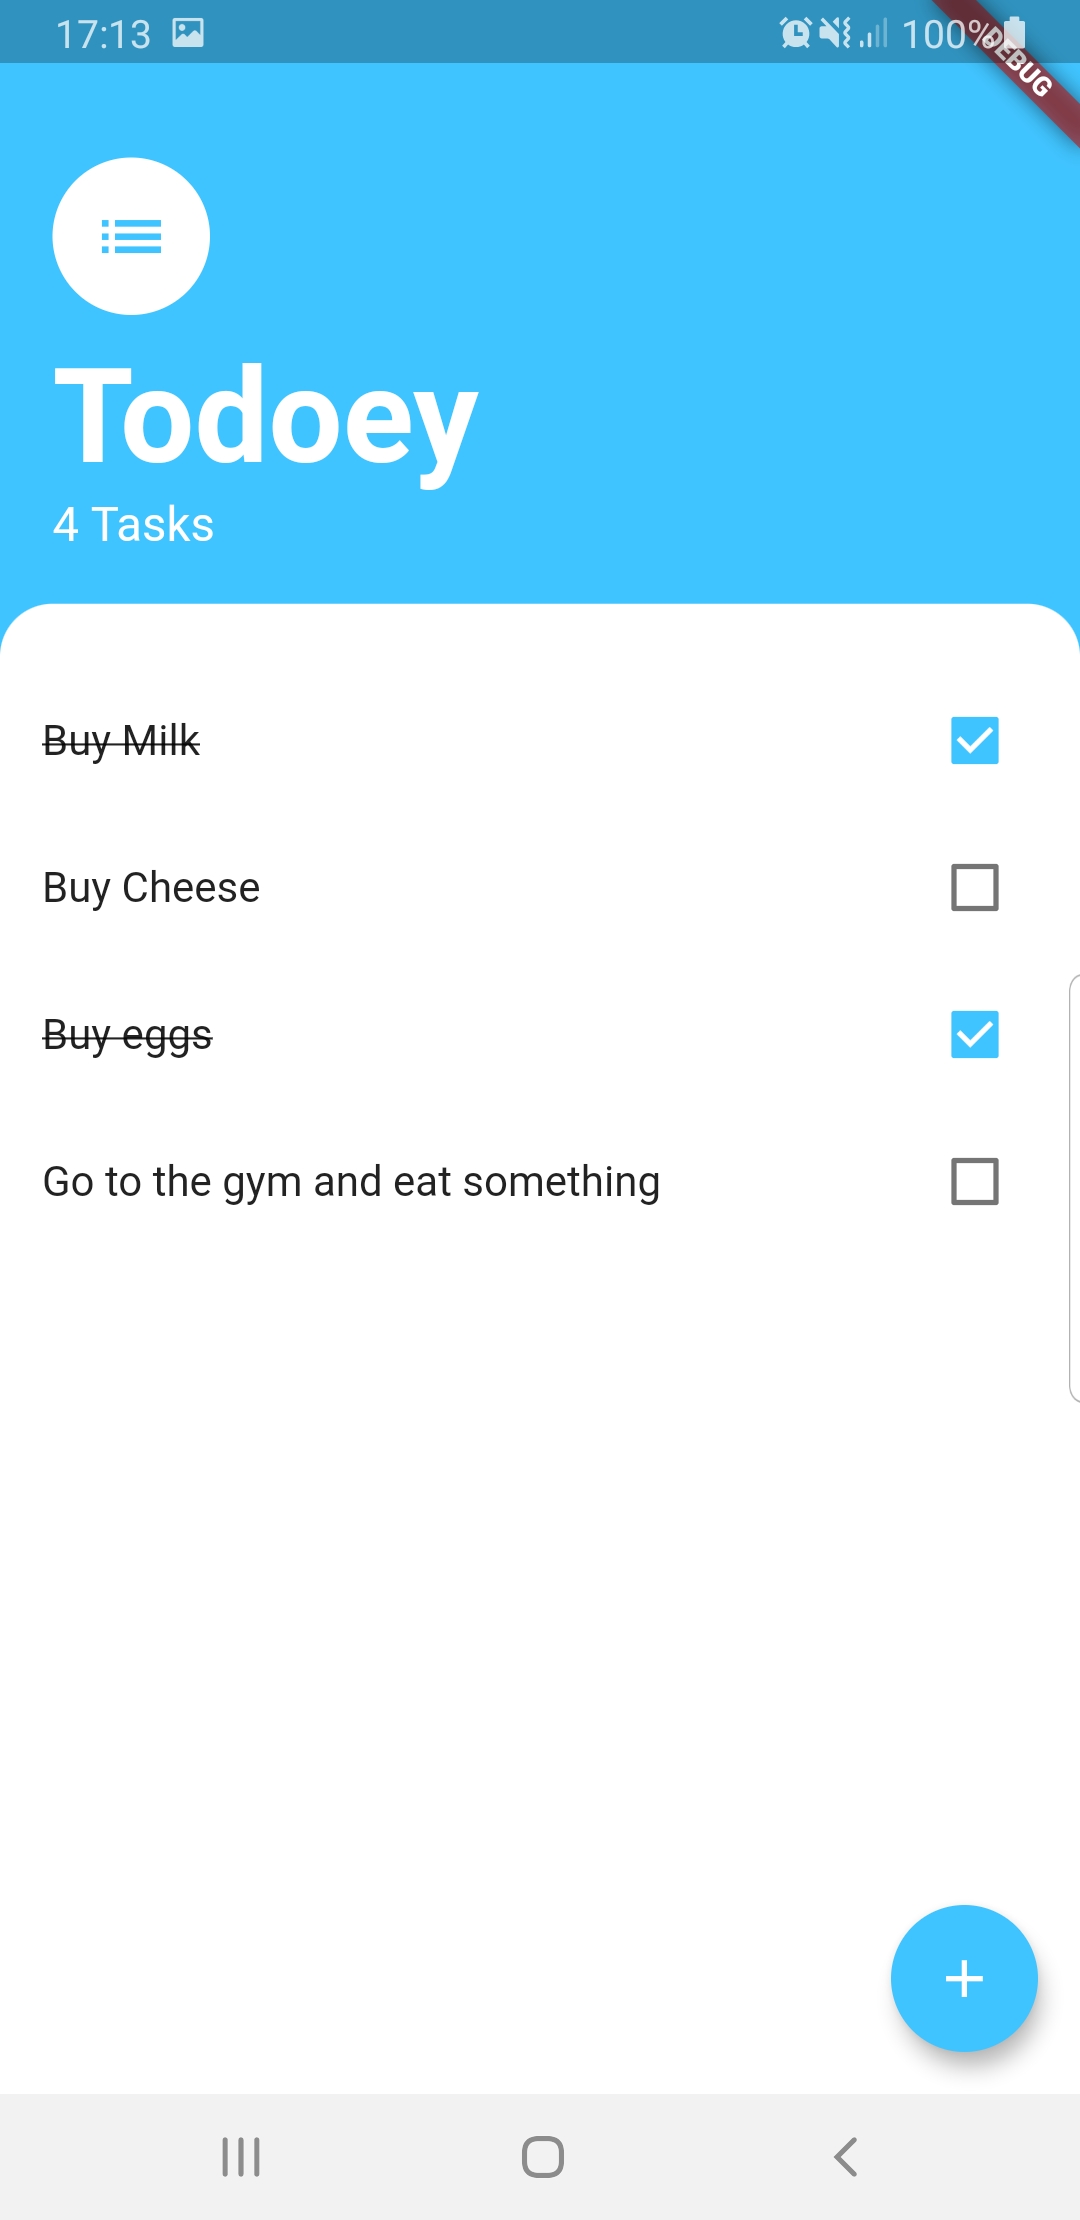 17:13 100%
DEBUG
Todoey
4 Tasks
Buy Milk
Buy Cheese
Buy eggs
Go to the gym and eat something